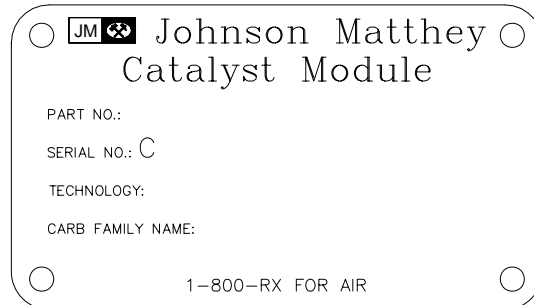 JM Johnson Matthey
Catalyst Module
PART NO.:
SERIAL NO.: C
TECHNOLOGY:
CARB FAMILY NAME:
1-800-RX FOR AIR